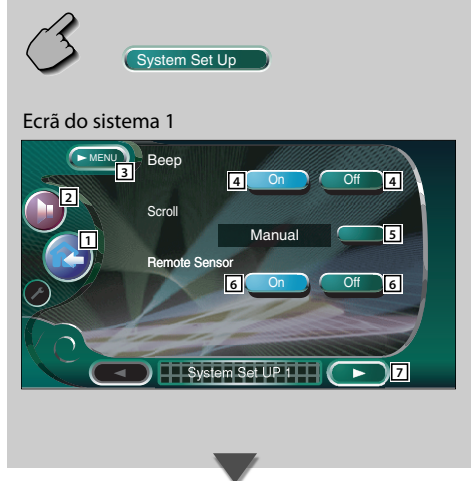 System Set Up
Ecrã do sistema 1
► MENU 3
Beep
2
4 On Off 4
Scroll
1
Manual 5
Remote Sensor
6 On Off 6
System Set UP 1 7